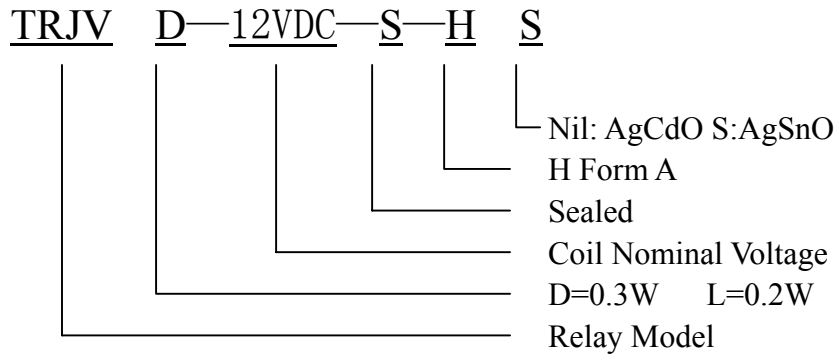 TRJV D—12VDC—S—H S
Nil: AgCdO S:AgSnO
H Form A
Sealed
Coil Nominal Voltage
D=0.3W L=0.2W
Relay Model